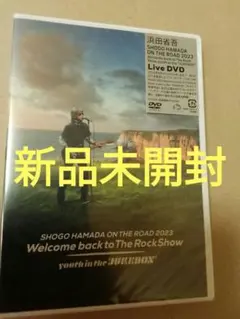 浜田省吾
SHOGO HAMADA
ON THE ROAD 2023
Live DVD
新品未開封
SHOGO HAMADA ON THE ROAD 2023
Welcome back to The Rock Show
youth in the JUKEBOX